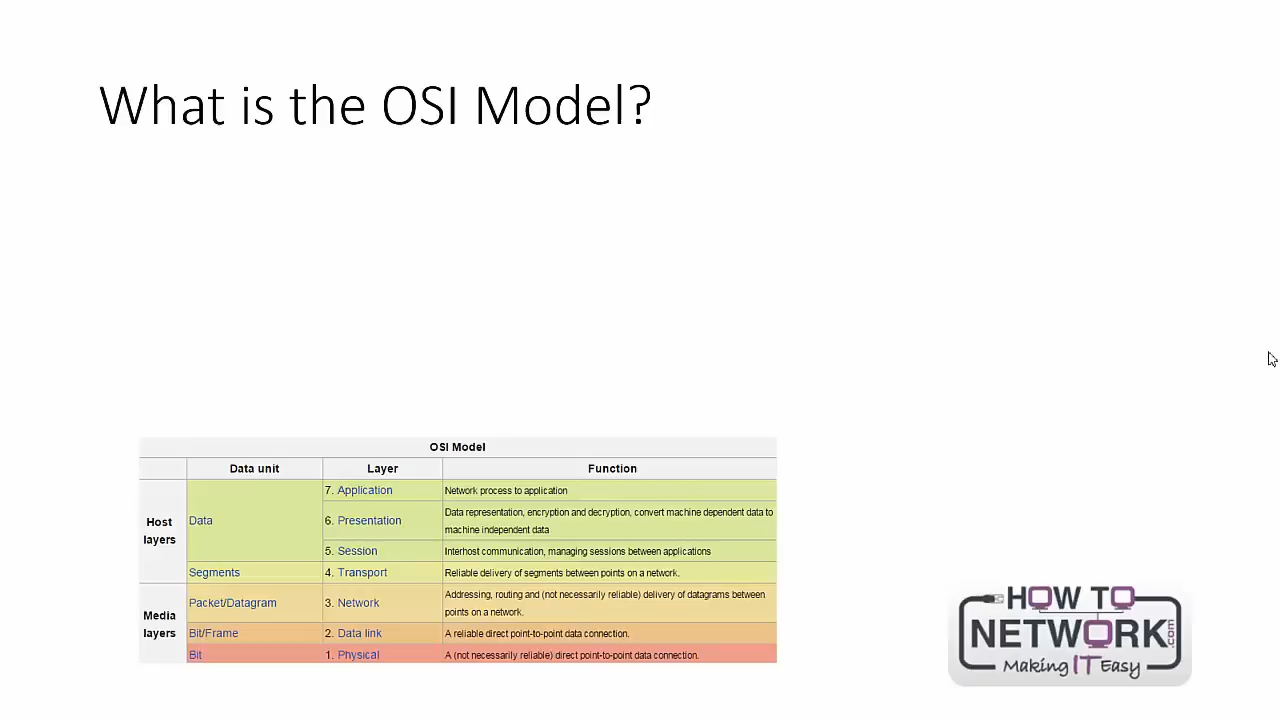 What is the OSI Model?
OSI Model
Data unit Layer Function
Host layers
Data
7. Application Network process to application
6. Presentation Data representation, encryption and decryption, convert machine dependent data to
machine independent data
5. Session Interhost communication, managing sessions between applications
Segments 4. Transport Reliable delivery of segments between points on a network.
Media layers
Packet/Datagram 3. Network Addressing, routing and (not necessarily reliable) delivery of datagrams between
points on a network.
Bit/Frame 2. Data link A reliable direct point-to-point data connection.
Bit 1. Physical A (not necessarily reliable) direct point-to-point data connection.
HOW TO
NETWORK.com
Making IT Easy